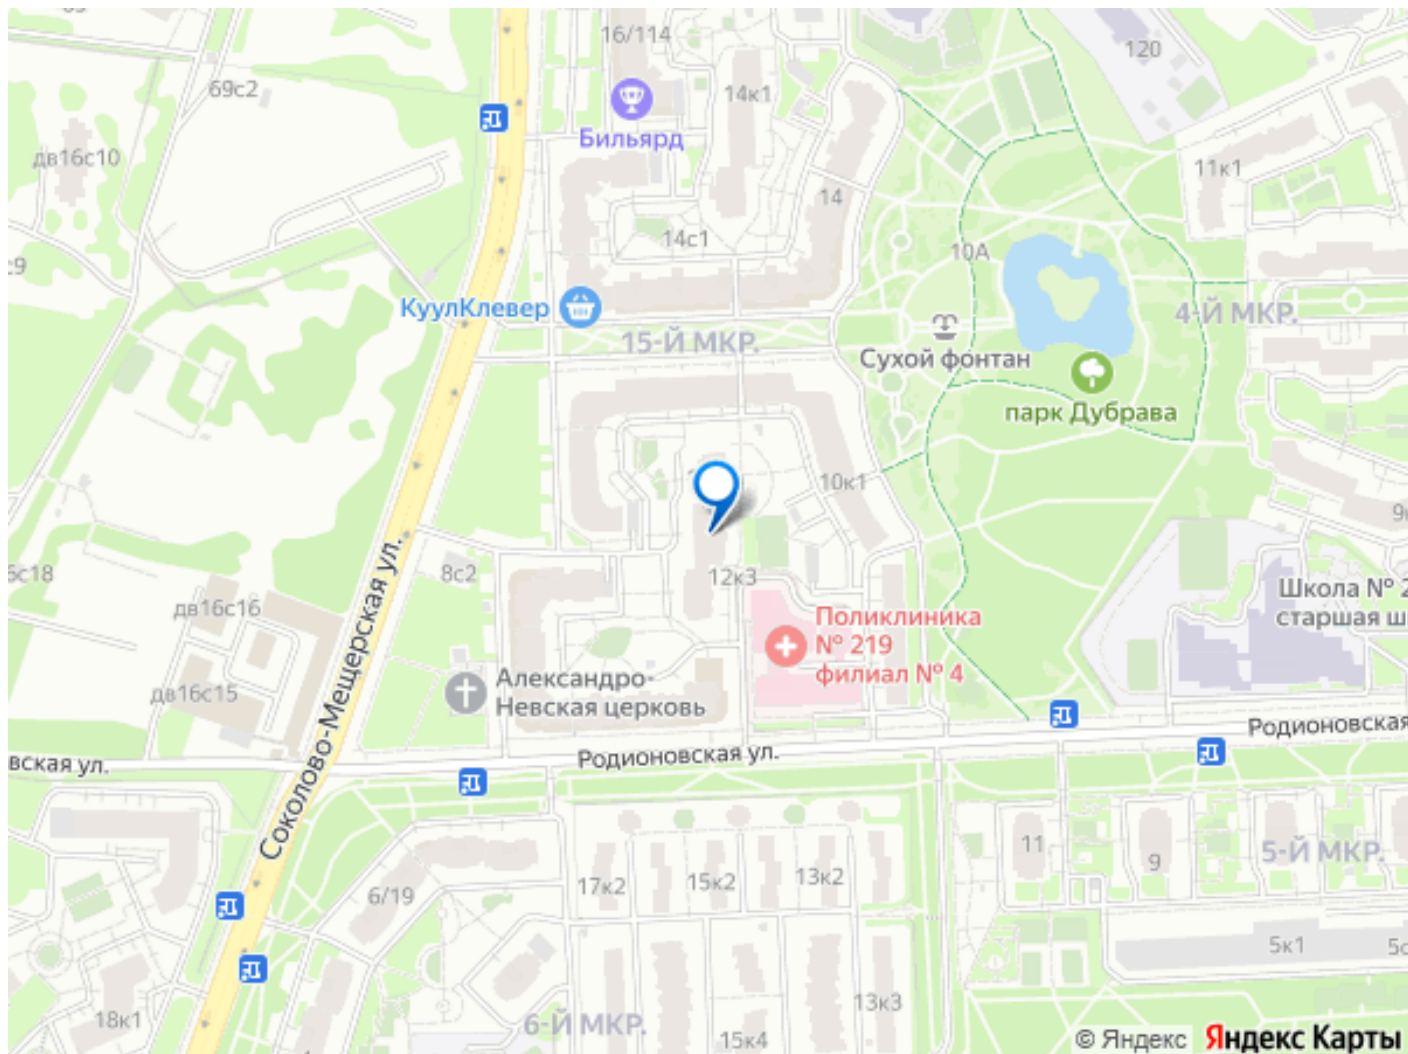 16/114
120
69с2
14к1
Бильярд
дв16с10
11к1
14
14с1
10А
КуулКлевер
15-Й МКР.
4-Й МКР.
Сухой фонтан
парк Дубрава
10к1
Соколово-Мещерская ул.
8с2
12к3
дв16с16
Школа №
старшая
Поликлиника
№ 219
филиал № 4
Александро-
Невская церковь
дв16с15
Родионовская ул.
Родионовская
вская ул.
11
9
5-Й МКР.
17к2
15к2
13к2
6/19
5к1
13к3
18к1
6-Й МКР.
15к4
© Яндекс Яндекс Карты